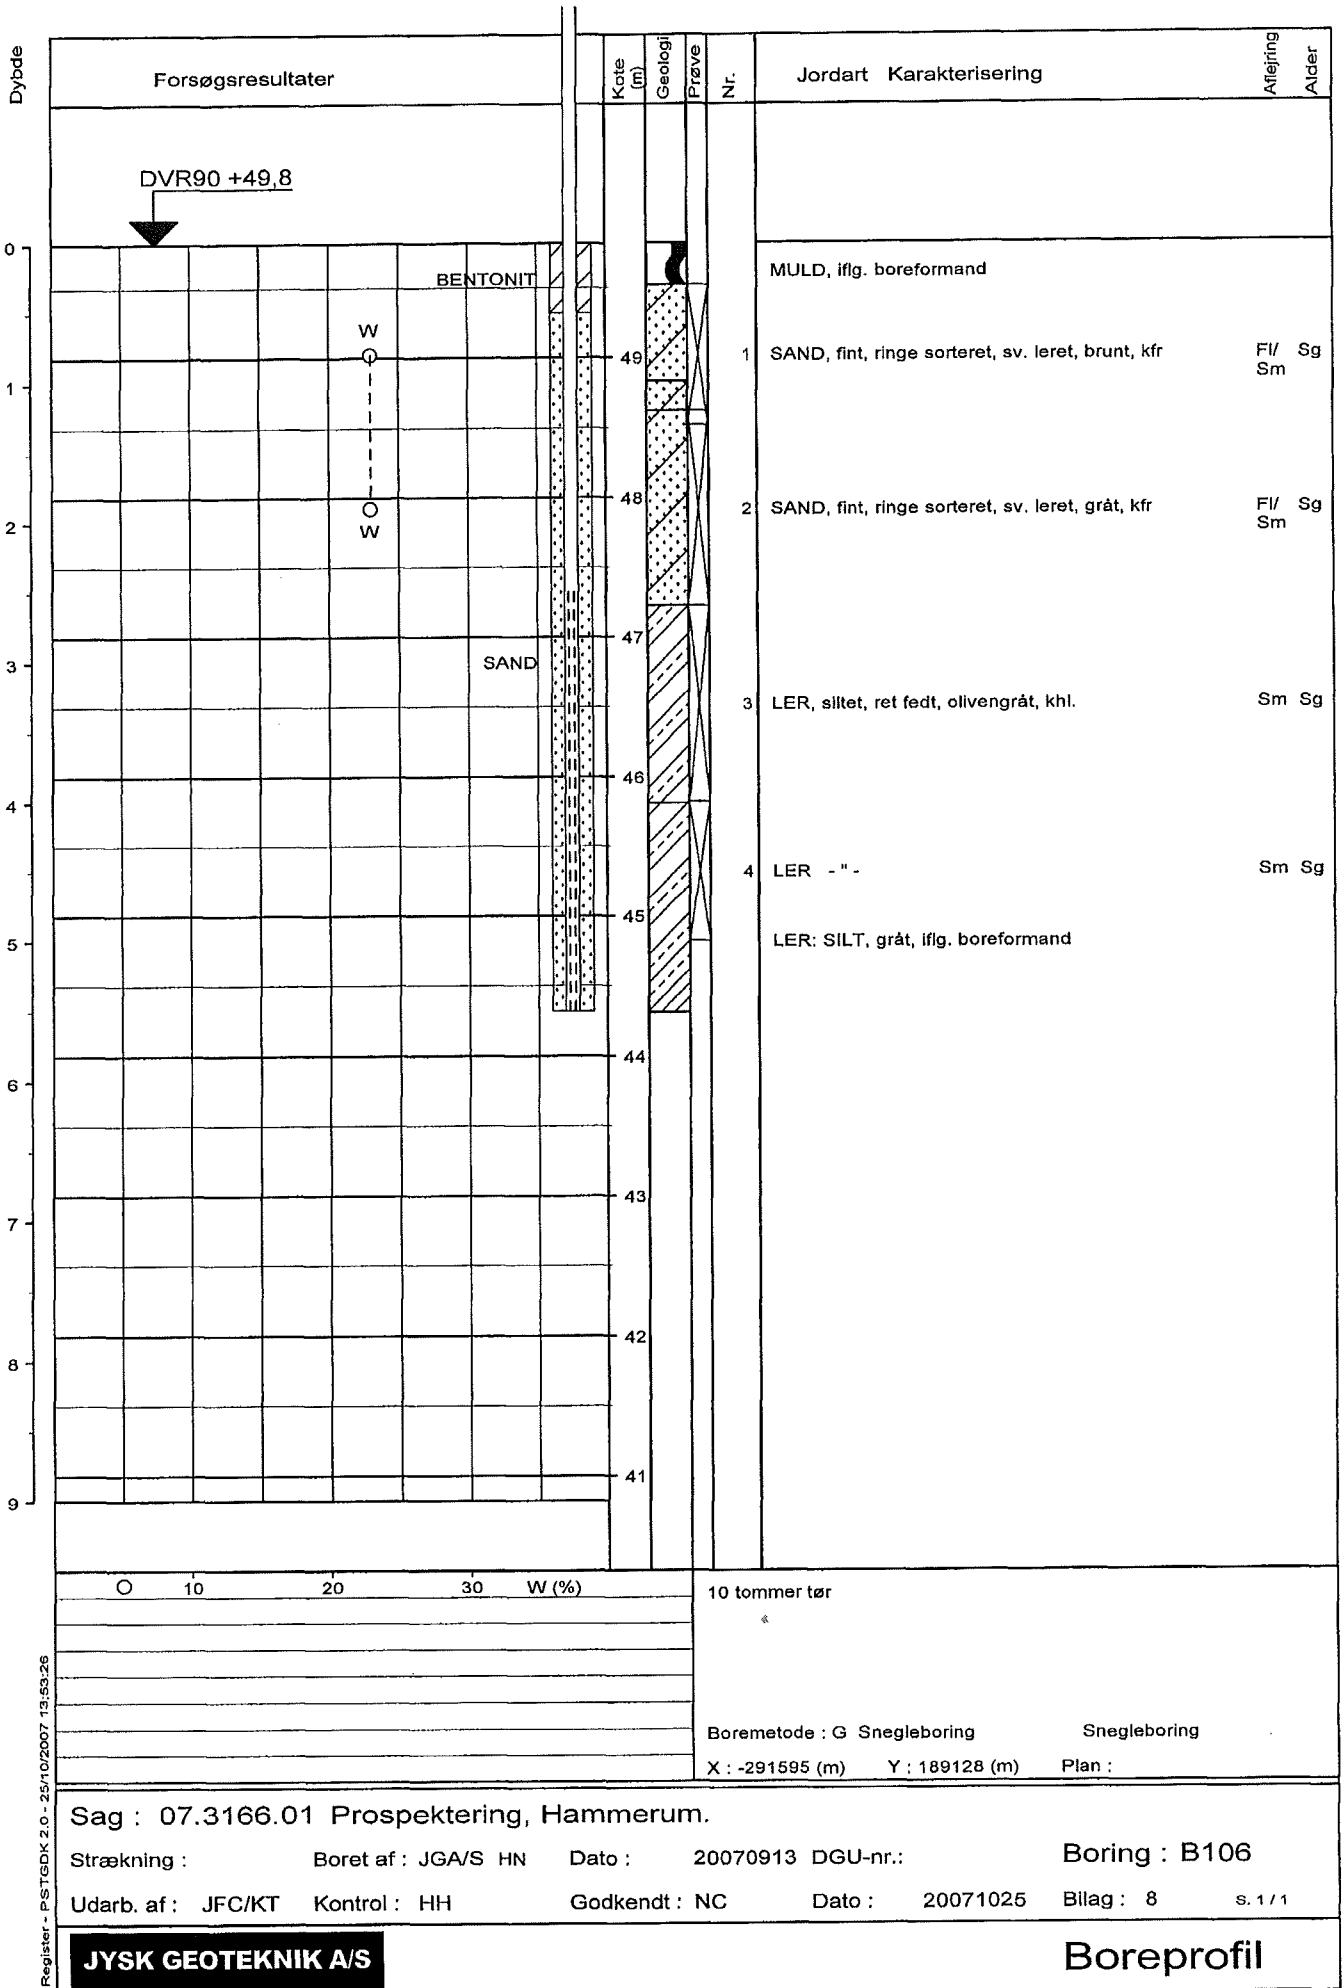 Dybde
Forsøgsresultater
Kote (m)
Geologi
Prøve
Nr.
Jordart Karakterisering
Aflejring
Alder
DVR90 +49,8
0
BENTONIT
MULD, iflg. boreformand
W
49
1 SAND, fint, ringe sorteret, sv. leret, brunt, kfr Fl/ Sg
Sm
1
48
2 SAND, fint, ringe sorteret, sv. leret, gråt, kfr Fl/ Sg
Sm
2
W
47
3
SAND
3 LER, siltet, ret fedt, olivengråt, khl. Sm Sg
46
4
4 LER - " - Sm Sg
45
5
LER: SILT, gråt, iflg. boreformand
44
6
43
7
42
8
41
9
10 20 30 W (%)
10 tommer tør
Boremetode : G Snegleboring Snegleboring
X : -291595 (m) Y : 189128 (m) Plan :
Register - PSTGDK 2.0 - 25/10/2007 13:53:26
Sag : 07.3166.01 Prospektering, Hammerum.
Strækning : Boret af : JGA/S HN Dato : 20070913 DGU-nr.: Boring : B106
Udarb. af : JFC/KT Kontrol : HH Godkendt : NC Dato : 20071025 Bilag : 8 S. 1 / 1
JYSK GEOTEKNIK A/S
Boreprofil